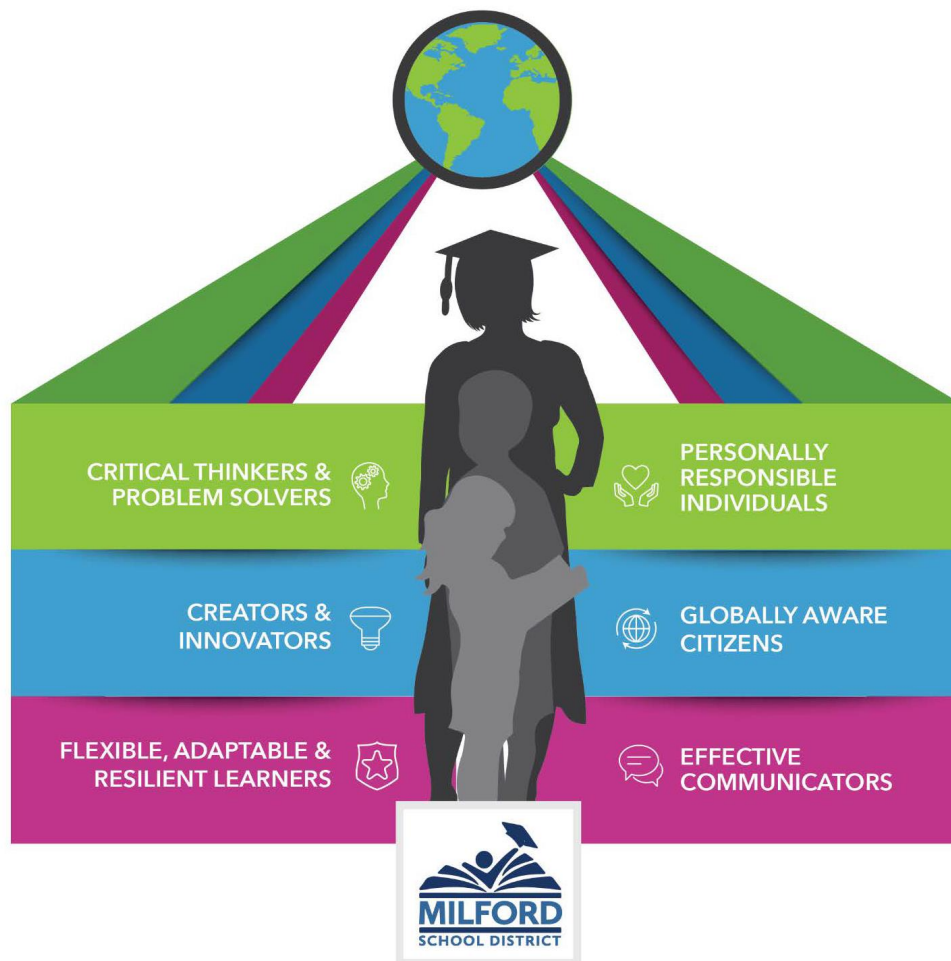 CRITICAL THINKERS &
PROBLEM SOLVERS
PERSONALLY
RESPONSIBLE
INDIVIDUALS
CREATORS &
INNOVATORS
GLOBALLY AWARE
CITIZENS
FLEXIBLE, ADAPTABLE &
RESILIENT LEARNERS
EFFECTIVE
COMMUNICATORS
MILFORD
SCHOOL DISTRICT